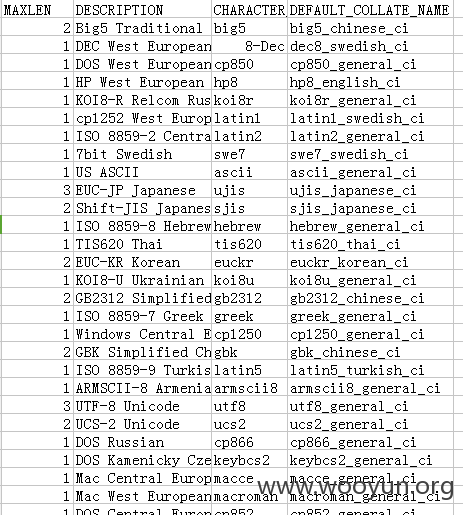 MAXLEN DESCRIPTION CHARACTER DEFAULT_COLLATE_NAME
2 Big5 Traditional big5 big5_chinese_ci
1 DEC West European 8-Dec dec8_swedish_ci
1 DOS West European cp850 cp850_general_ci
1 HP West European hp8 hp8_english_ci
1 KOI8-R Relcom Rus koi8r koi8r_general_ci
1 cp1252 West Europ latin1 latin1_swedish_ci
1 ISO 8859-2 Centra latin2 latin2_general_ci
1 7bit Swedish swe7 swe7_swedish_ci
1 US ASCII ascii ascii_general_ci
3 EUC-JP Japanese ujis ujis_japanese_ci
2 Shift-JIS Japanes sjis sjis_japanese_ci
1 ISO 8859-8 Hebrew hebrew hebrew_general_ci
1 TIS620 Thai tis620 tis620_thai_ci
2 EUC-KR Korean euckr euckr_korean_ci
1 KOI8-U Ukrainian koi8u koi8u_general_ci
2 GB2312 Simplified gb2312 gb2312_chinese_ci
1 ISO 8859-7 Greek greek greek_general_ci
1 Windows Central E cp1250 cp1250_general_ci
2 GBK Simplified Ch gbk gbk_chinese_ci
1 ISO 8859-9 Turkis latin5 latin5_turkish_ci
1 ARMSCII-8 Armenia armscii8 armscii8_general_ci
3 UTF-8 Unicode utf8 utf8_general_ci
2 UCS-2 Unicode ucs2 ucs2_general_ci
1 DOS Russian cp866 cp866_general_ci
1 DOS Kamenicky Cze keybcs2 keybcs2_general_ci
1 Mac Central Europ macce macce_general_ci
1 Mac West European macroman macroman_general_ci
1 DOS Central Europ cp852 cp852_general_ci
www.wooyun.org